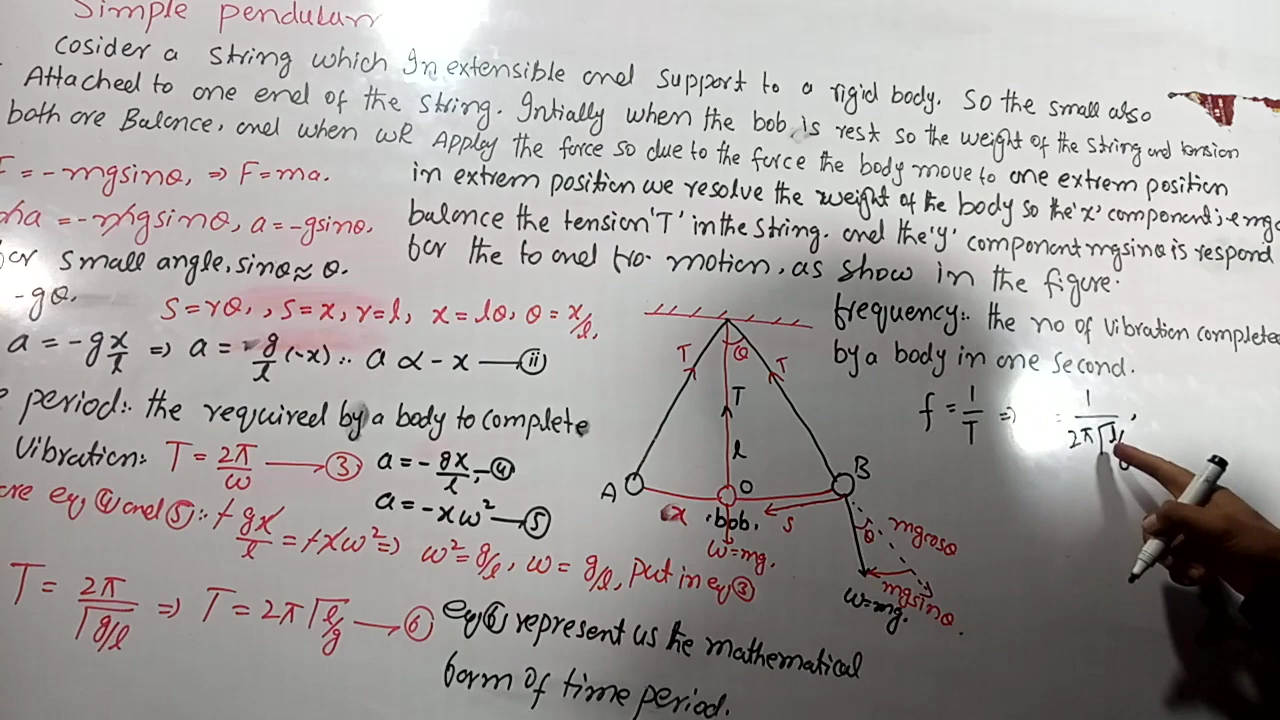 Simple pendulum
Cosider a string which In extensible and support to a rigid body. So the small also
Attached to one end of the string. Intially when the bob is rest so the weight of the string and tension
both are Balance, and when wR Apploy the force so due to the force the body move to one extrem position
in extrem position we resolve the weight of the body so the 'x' component; e mgc
balance the tension 'T' in the string. and the 'y' component mgsinθ is respond
for the to and fro motion, as show in the figure.
F = -mgsinθ, ⇒ F = ma.
ma = -mgsinθ, a = -gsinθ.
for small angle, sinθ ≈ θ.
-gθ.
S = rθ, , S = x, r = l, x = lθ, θ = x/l.
a = -g x/l ⇒ a = -g/l (-x) ∴ a α -x — (ii)
period:. the required by a body to complete
Vibration: T = 2π/ω → (3)
a = -gx/l — (4)
a = -xω² — (5)
are eq, (4) and (5):. +gx/l = +xω² ⇒ ω² = g/l, ω = g/l, put in eq (3)
T = 2π/√g/l ⇒ T = 2π√l/g → (6)
eq (6) represent us the mathematical
form of time period.
frequency:. the no of vibration complete
by a body in one second.
f = 1/T ⇒ = 1/2π√l/g,
T
θ
T
T
l
A
O
B
x
bob.
S
W = mg.
θ
mgcosθ
mgsinθ.
W = mg.